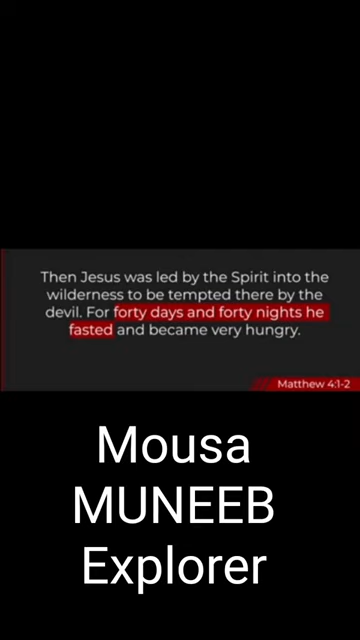 Then Jesus was led by the Spirit into the
wilderness to be tempted there by the
devil. For forty days and forty nights he
fasted and became very hungry.
Matthew 4:1-2
Mousa
MUNEEB
Explorer